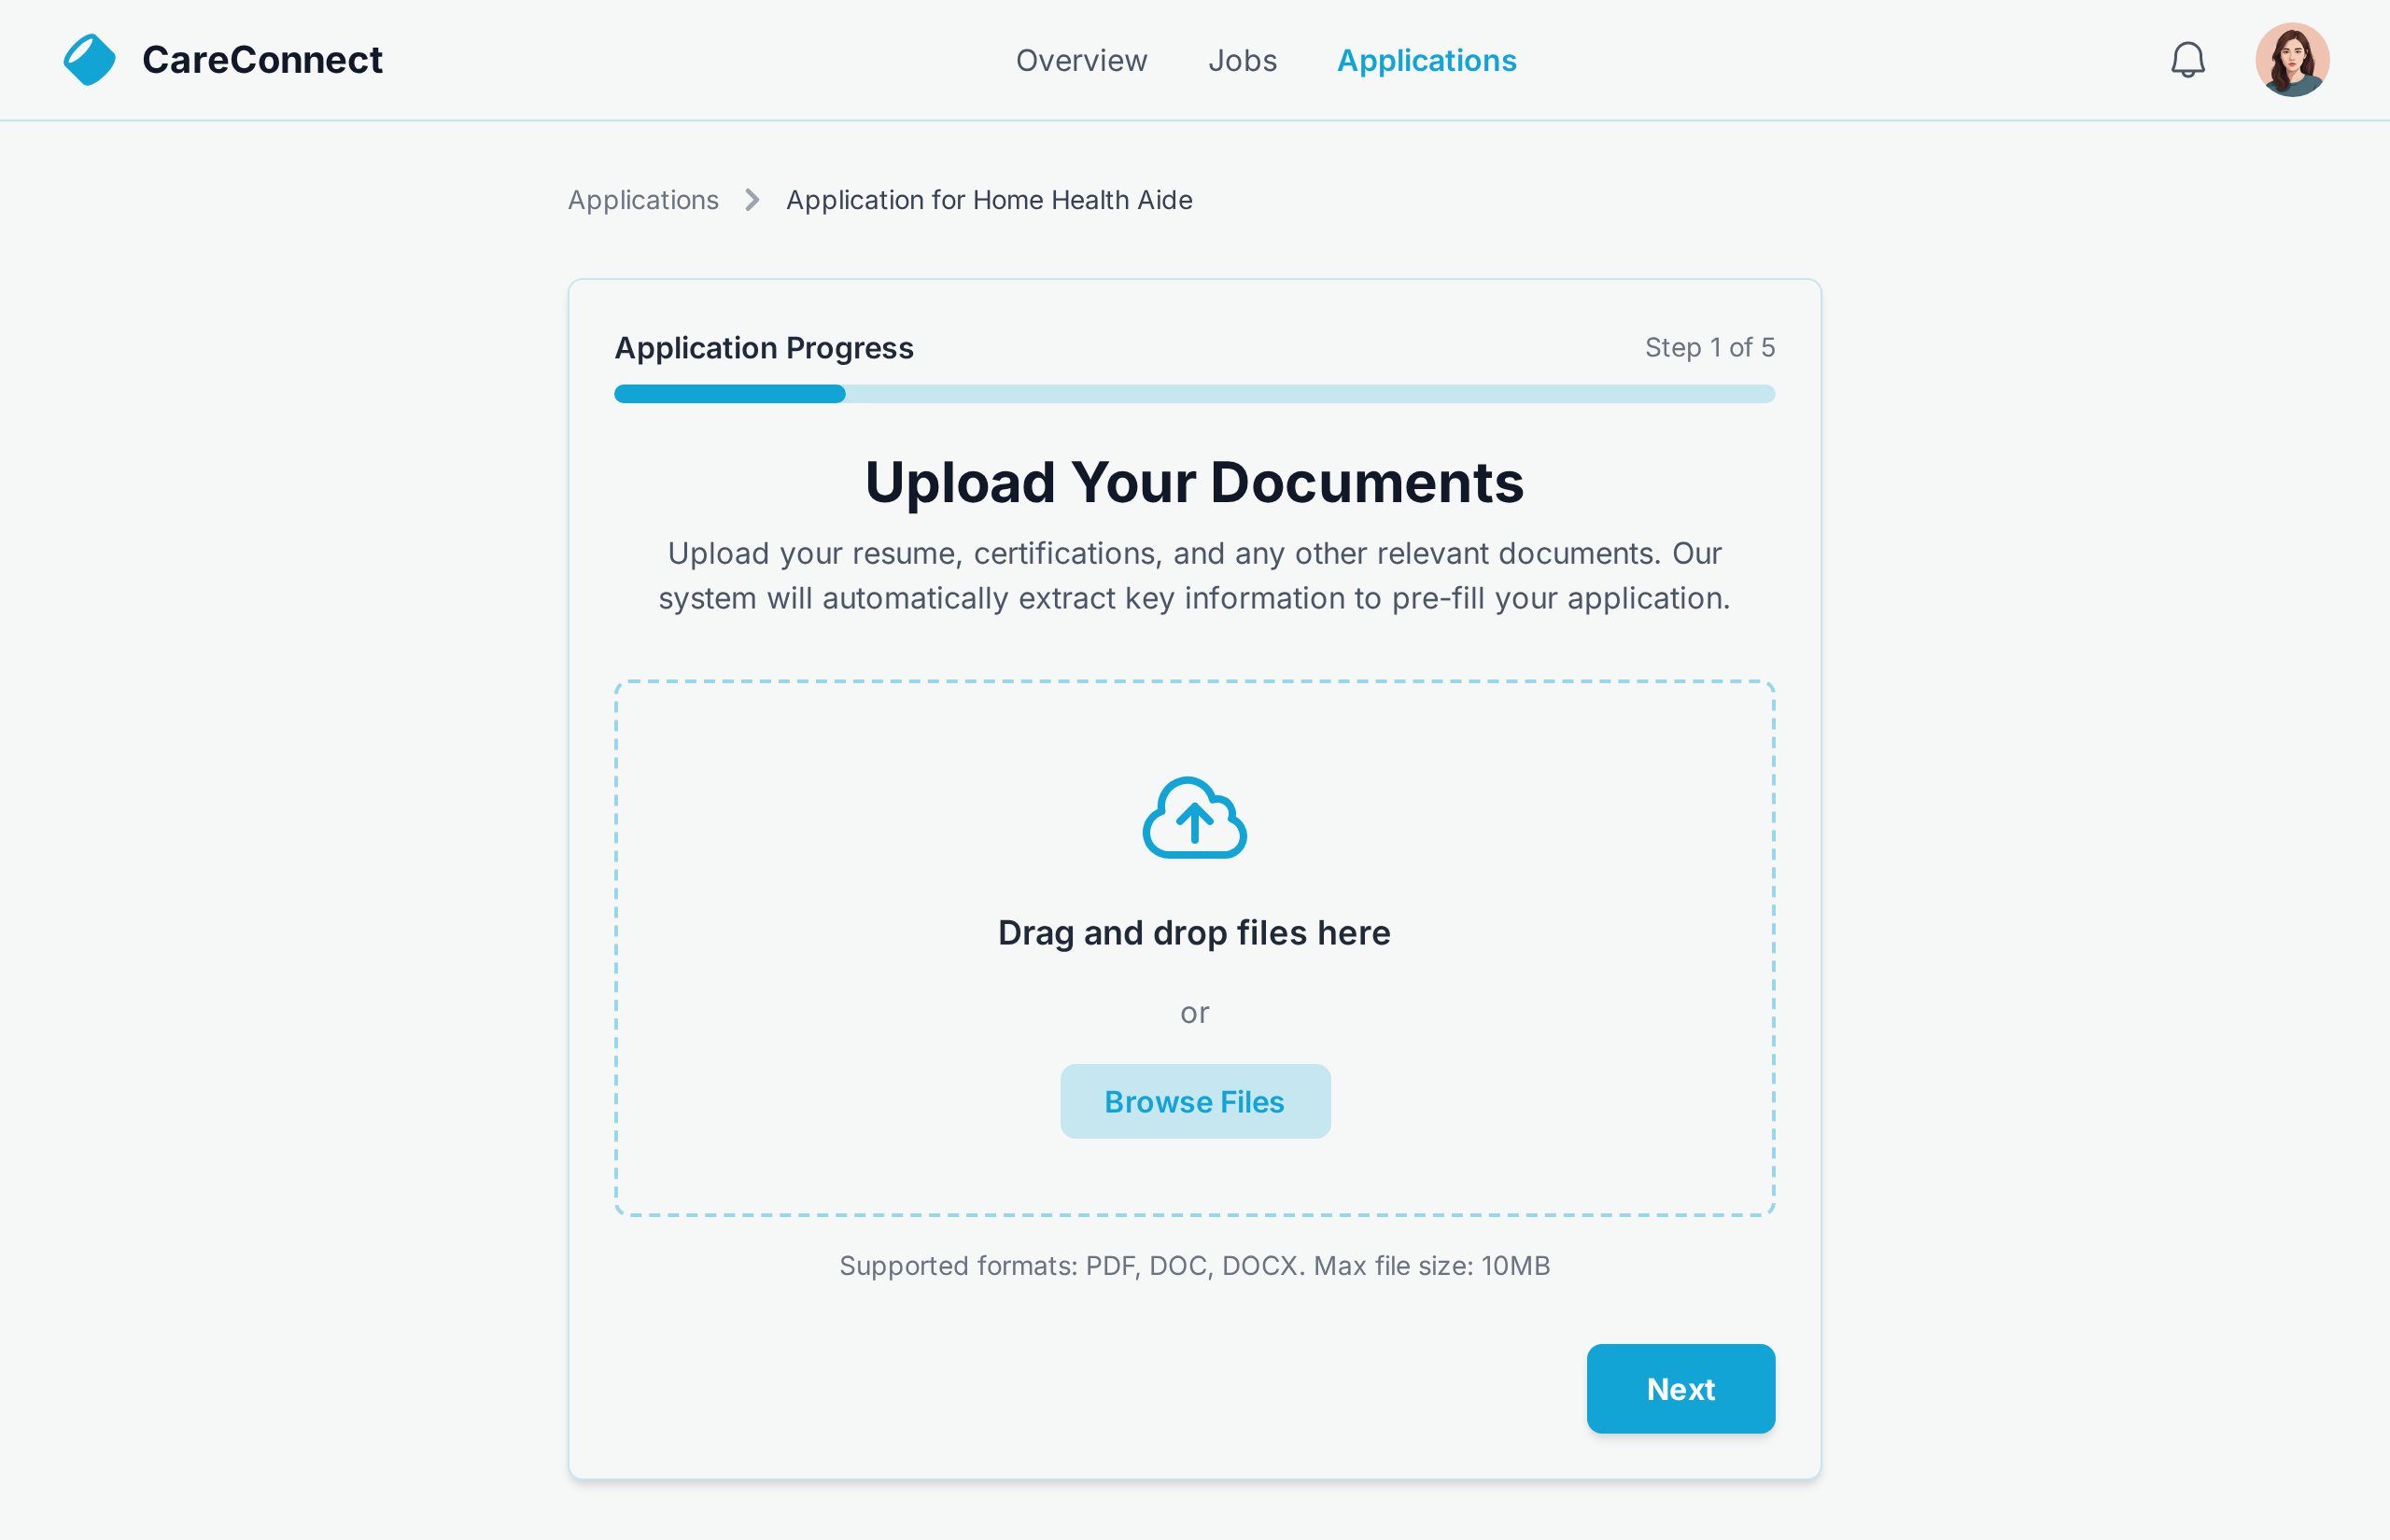 CareConnect
Overview
Jobs
Applications
Applications
Application for Home Health Aide
Application Progress
Step 1 of 5
Upload Your Documents
Upload your resume, certifications, and any other relevant documents. Our
system will automatically extract key information to pre-fill your application.
Drag and drop files here
or
Browse Files
Supported formats: PDF, DOC, DOCX. Max file size: 10MB
Next